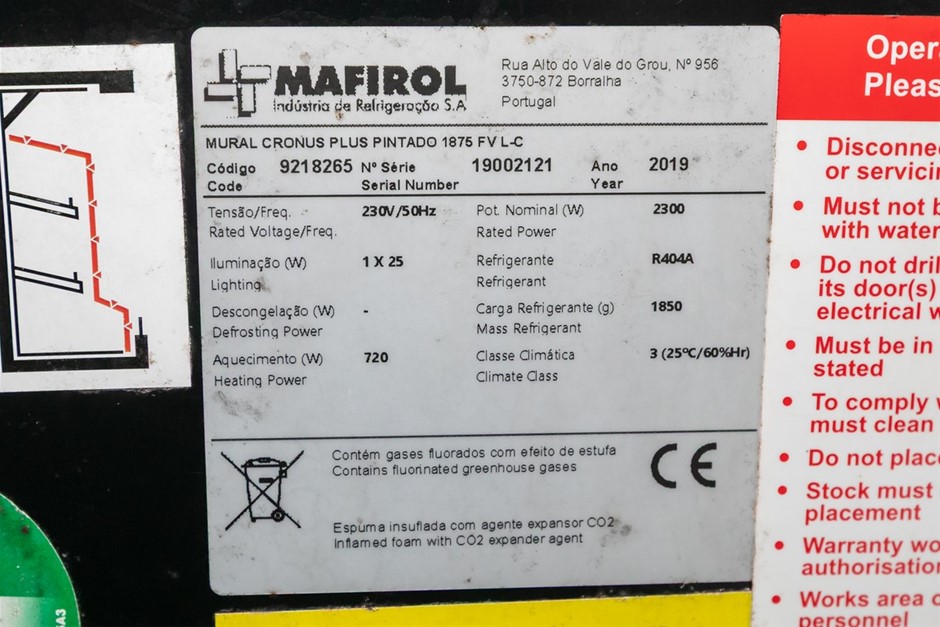 MAFIROL
Indústria de Refrigeração S.A
Rua Alto do Vale do Grou, Nº 956
3750-872 Borralha
Portugal
MURAL CRONUS PLUS PINTADO 1875 FV L-C
Código 9218265 Nº Série 19002121 Ano 2019
Code Serial Number Year
Tensão/Freq. 230V/50Hz Pot. Nominal (W) 2300
Rated Voltage/Freq. Rated Power
Iluminação (W) 1 X 25 Refrigerante R404A
Lighting Refrigerant
Descongelação (W) - Carga Refrigerante (g) 1850
Defrosting Power Mass Refrigerant
Aquecimento (W) 720 Classe Climática 3 (25ºC/60%Hr)
Heating Power Climate Class
Contém gases fluorados com efeito de estufa
Contains fluorinated greenhouse gases
CE
Espuma insuflada com agente expansor CO2
Inflamed foam with CO2 expander agent
Pleas
• Disconnec
or servicin
• Must not b
with water
• Do not dril
its door(s)
electrical w
• Must be in
stated
• To comply
must clean
• Do not place
• Stock must
placement
• Warranty wo
authorisation
• Works area
personnel